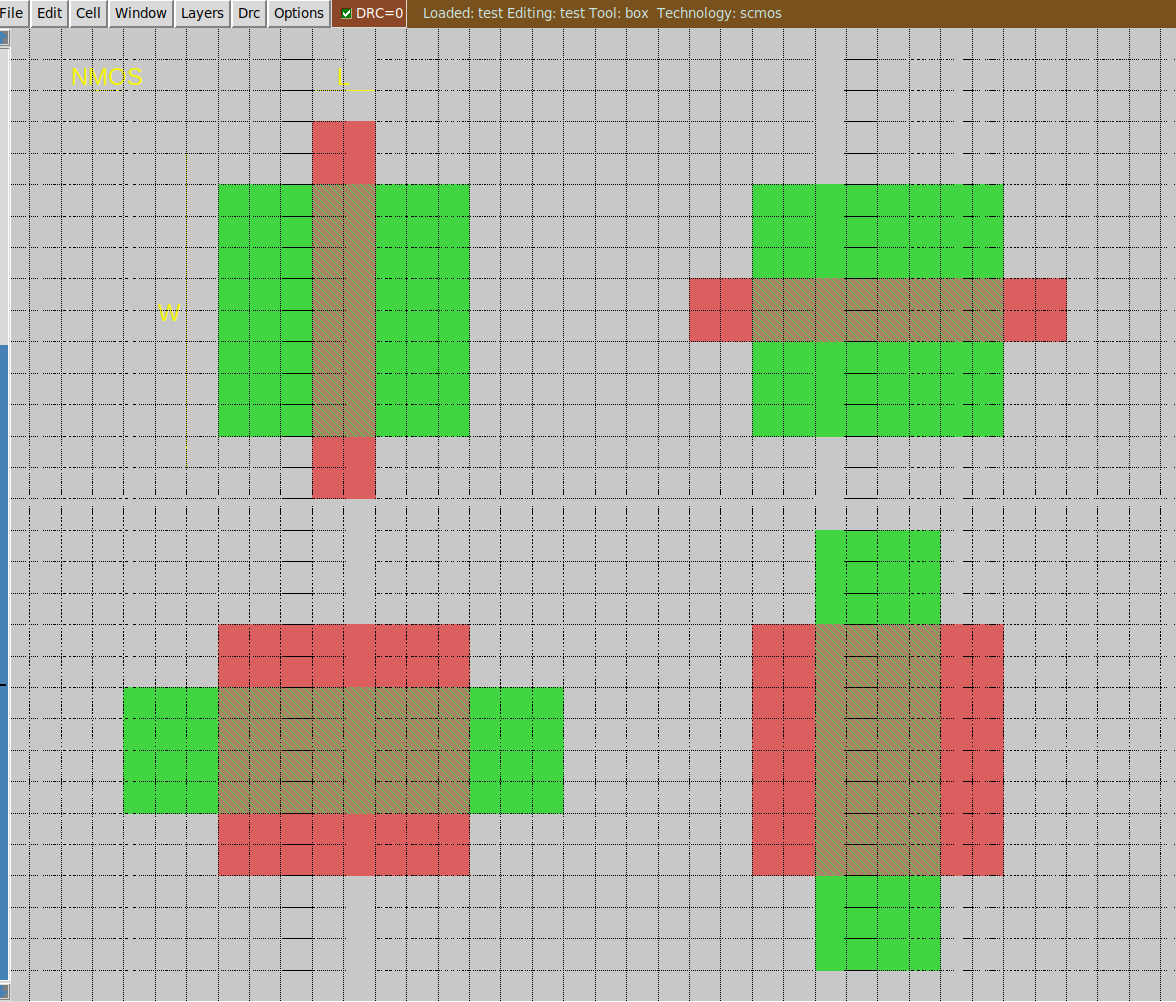 File Edit Cell Window Layers Drc Options DRC=0 Loaded: test Editing: test Tool: box Technology: scmos
NMOS L
W